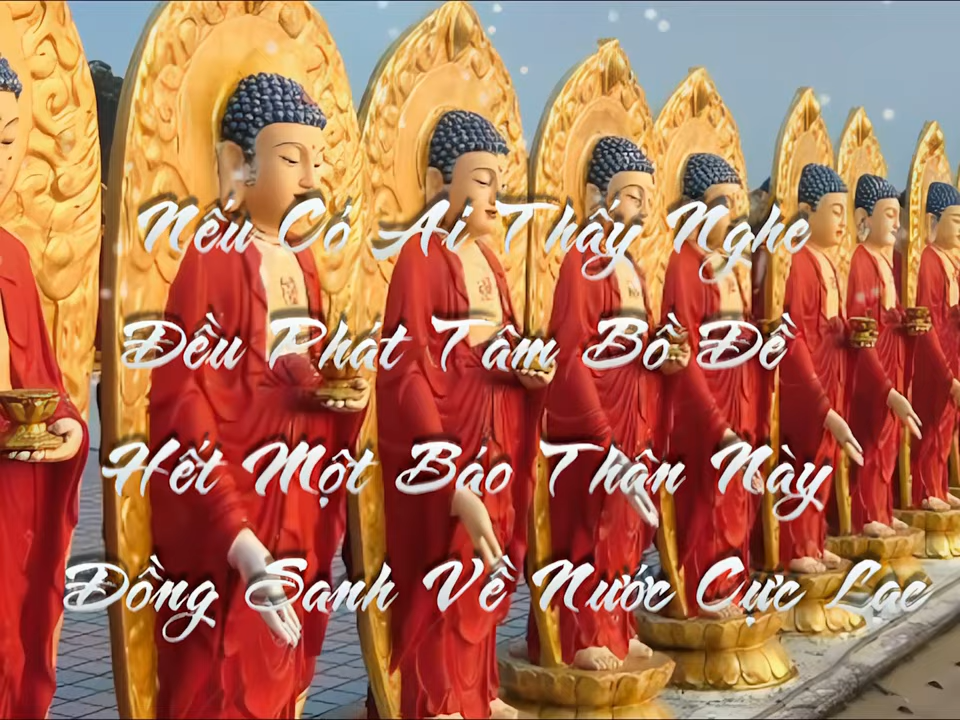 Nếu Có Ai Thấy Nghe
Đều Phát Tâm Bồ Đề
Hết Một Báo Thân Này
Đồng Sanh Về Nước Cực Lạc